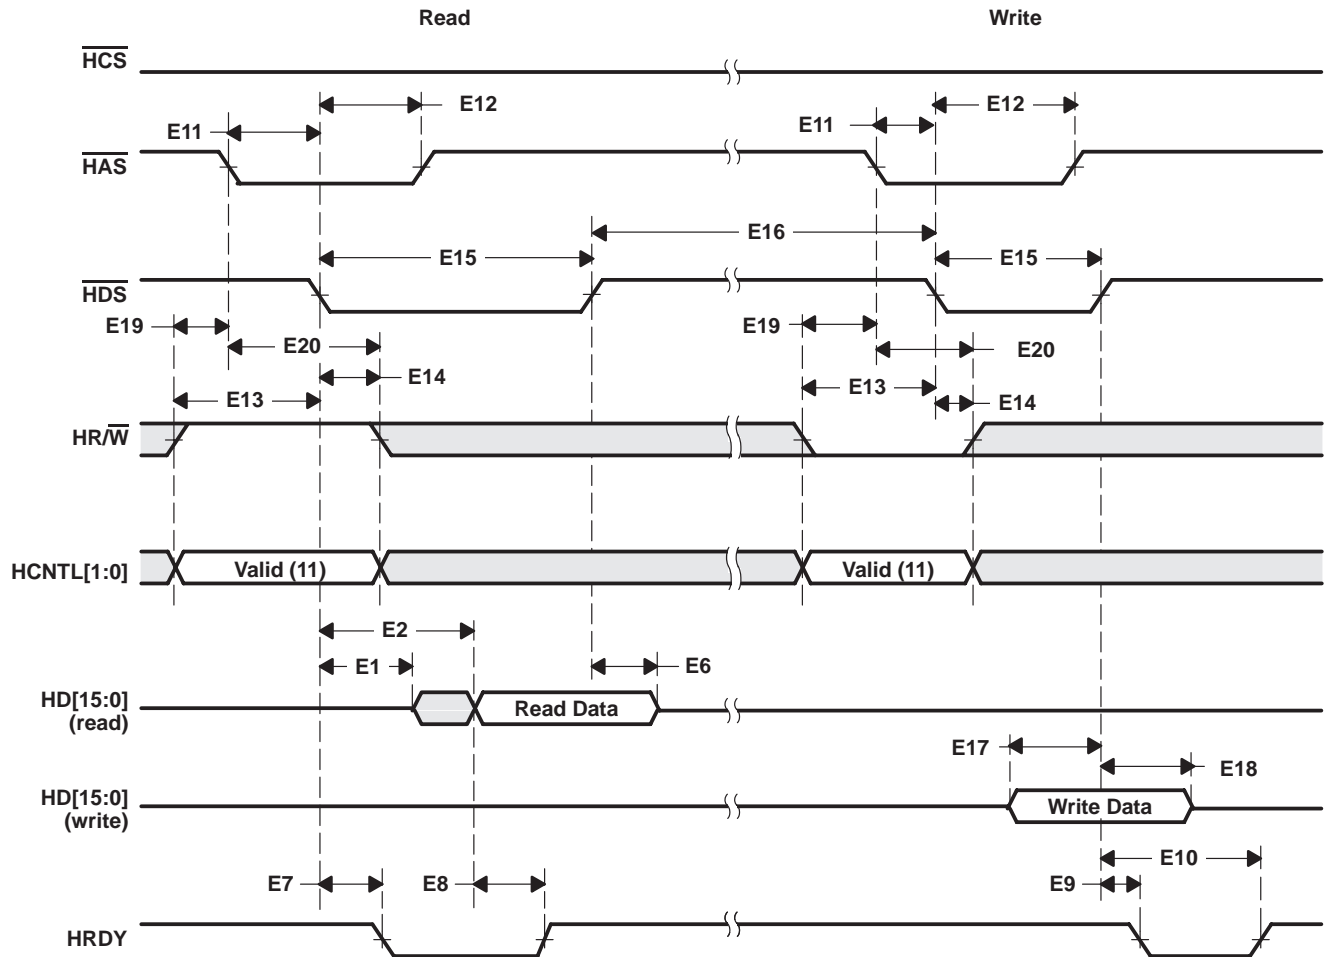 Read Write
HCS
E12 E12
E11 E11
HAS
E16
E15 E15
HDS
E19 E19
E20 E20
E14 E13
E13 E14
HR/W
HCNTL[1:0] Valid (11) Valid (11)
E2
E1 E6
HD[15:0]
(read)
Read Data
E17
E18
HD[15:0]
(write)
Write Data
E10
E7 E8 E9
HRDY